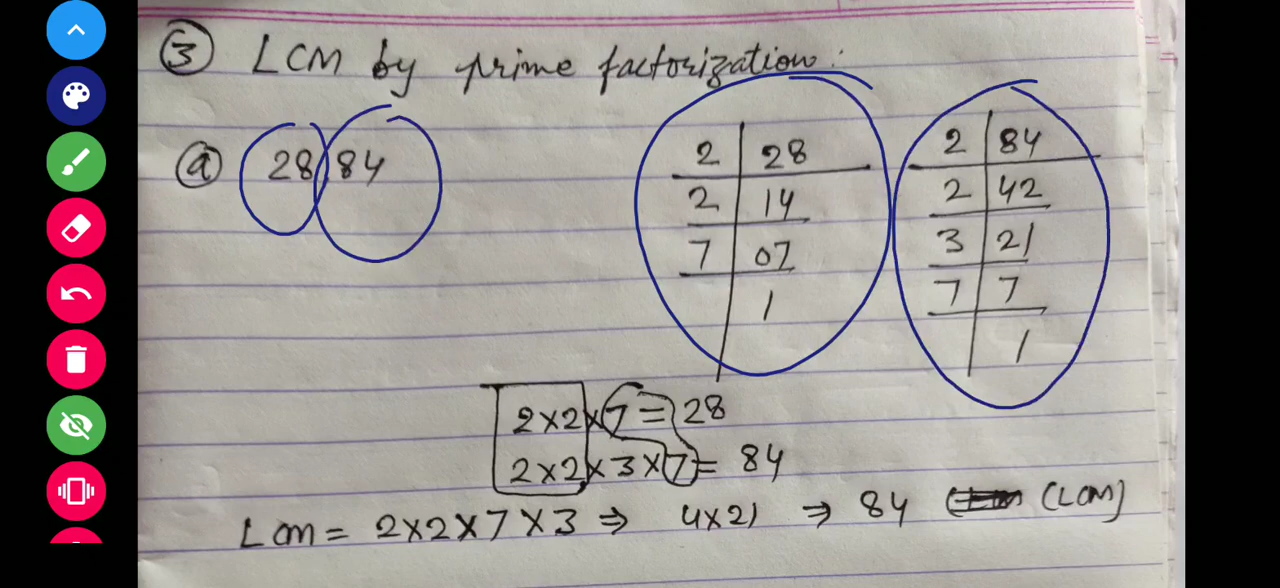 ③ LCM by prime factorization:
ⓐ 28, 84
2 | 28
2 | 14
7 | 07
1
2 | 84
2 | 42
3 | 21
7 | 7
1
2×2×7 = 28
2×2×3×7 = 84
LCM = 2×2×7×3 ⇒ 4×21 ⇒ 84 (LCM)